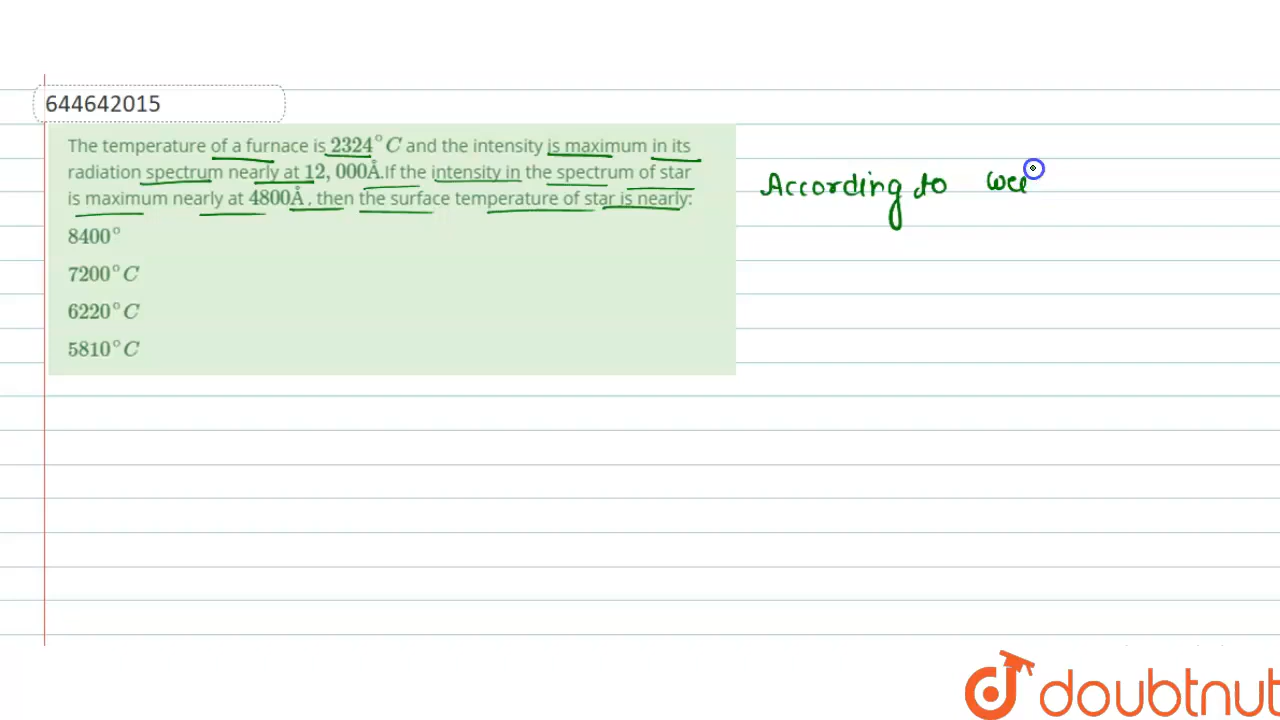 644642015
The temperature of a furnace is 2324°C and the intensity is maximum in its
radiation spectrum nearly at 12,000Å.If the intensity in the spectrum of star
is maximum nearly at 4800Å, then the surface temperature of star is nearly:
8400°
7200°C
6220°C
5810°C
According to
doubtnut